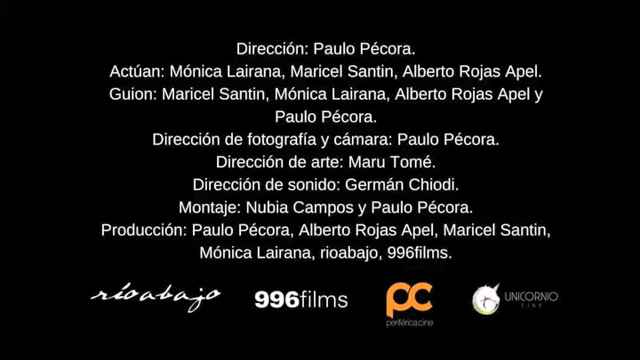 Dirección: Paulo Pécora.
Actúan: Mónica Lairana, Maricel Santin, Alberto Rojas Apel.
Guion: Maricel Santin, Mónica Lairana, Alberto Rojas Apel y
Paulo Pécora.
Dirección de fotografía y cámara: Paulo Pécora.
Dirección de arte: Maru Tomé.
Dirección de sonido: Germán Chiodi.
Montaje: Nubia Campos y Paulo Pécora.
Producción: Paulo Pécora, Alberto Rojas Apel, Maricel Santin,
Mónica Lairana, rioabajo, 996films.
ríoabajo 996films pc UNICORNIO
periférica.cine CINE